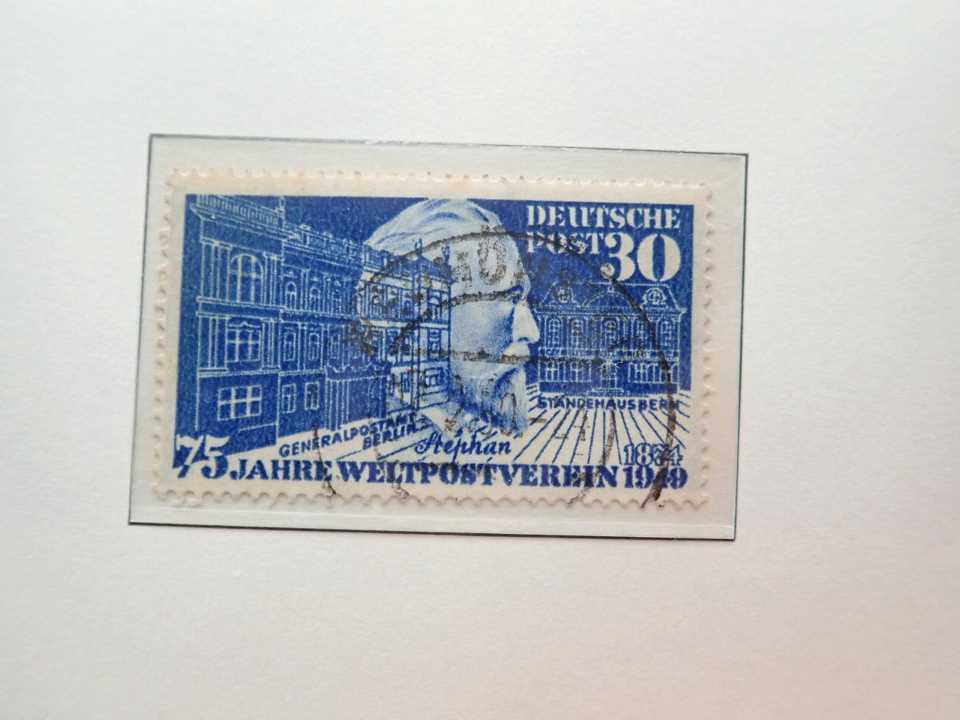 DEUTSCHE
POST 30
STÄNDEHAUS BERN
GENERALPOSTAMT
BERLIN
Stephan
1874
75 JAHRE WELTPOSTVEREIN 1949